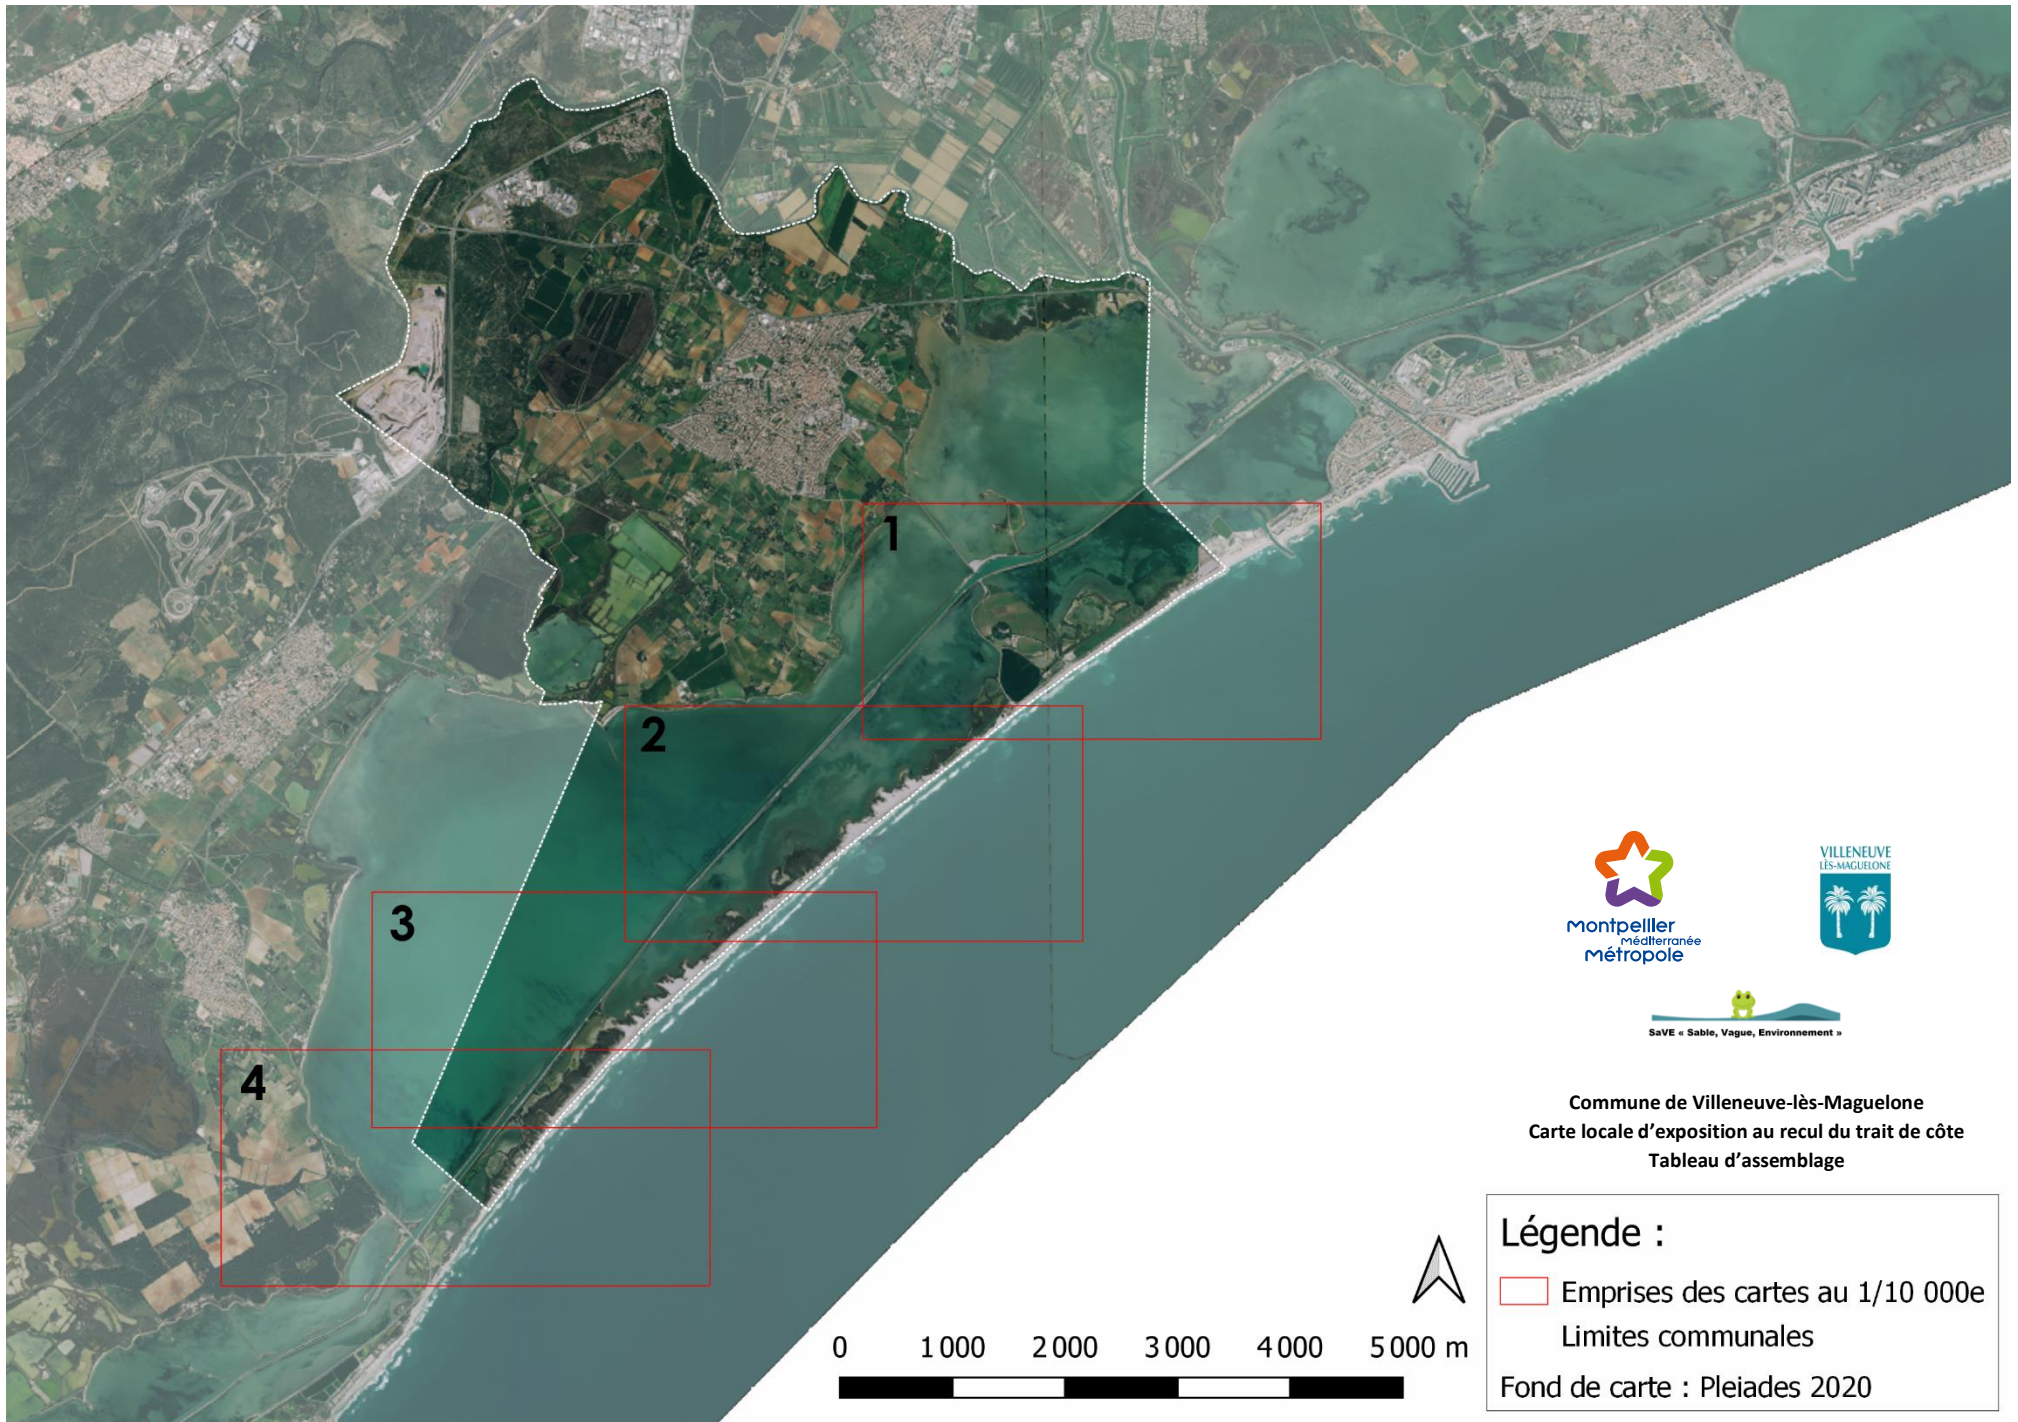 1
2
3
4
montpellier
méditerranée
métropole
VILLENEUVE
LÈS-MAGUELONE
SaVE « Sable, Vague, Environnement »
Commune de Villeneuve-lès-Maguelone
Carte locale d’exposition au recul du trait de côte
Tableau d’assemblage
Légende :
Emprises des cartes au 1/10 000e
Limites communales
Fond de carte : Pleiades 2020
0 1 000 2 000 3 000 4 000 5 000 m